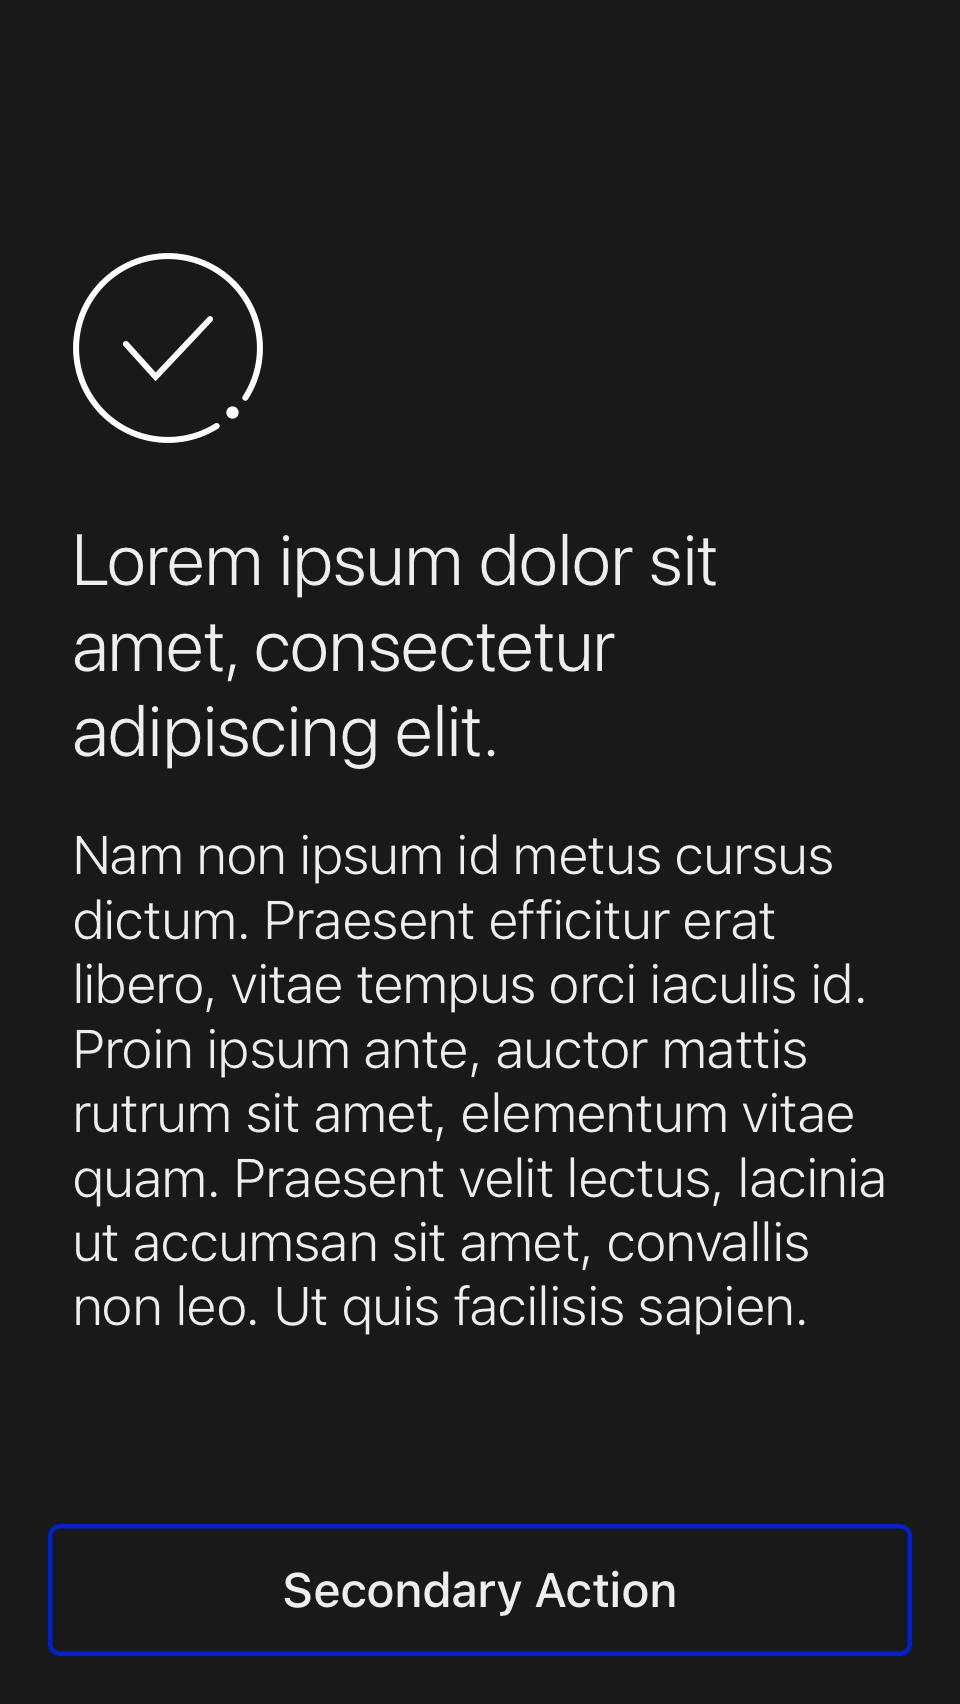 Lorem ipsum dolor sit
amet, consectetur
adipiscing elit.
Nam non ipsum id metus cursus
dictum. Praesent efficitur erat
libero, vitae tempus orci iaculis id.
Proin ipsum ante, auctor mattis
rutrum sit amet, elementum vitae
quam. Praesent velit lectus, lacinia
ut accumsan sit amet, convallis
non leo. Ut quis facilisis sapien.
Secondary Action